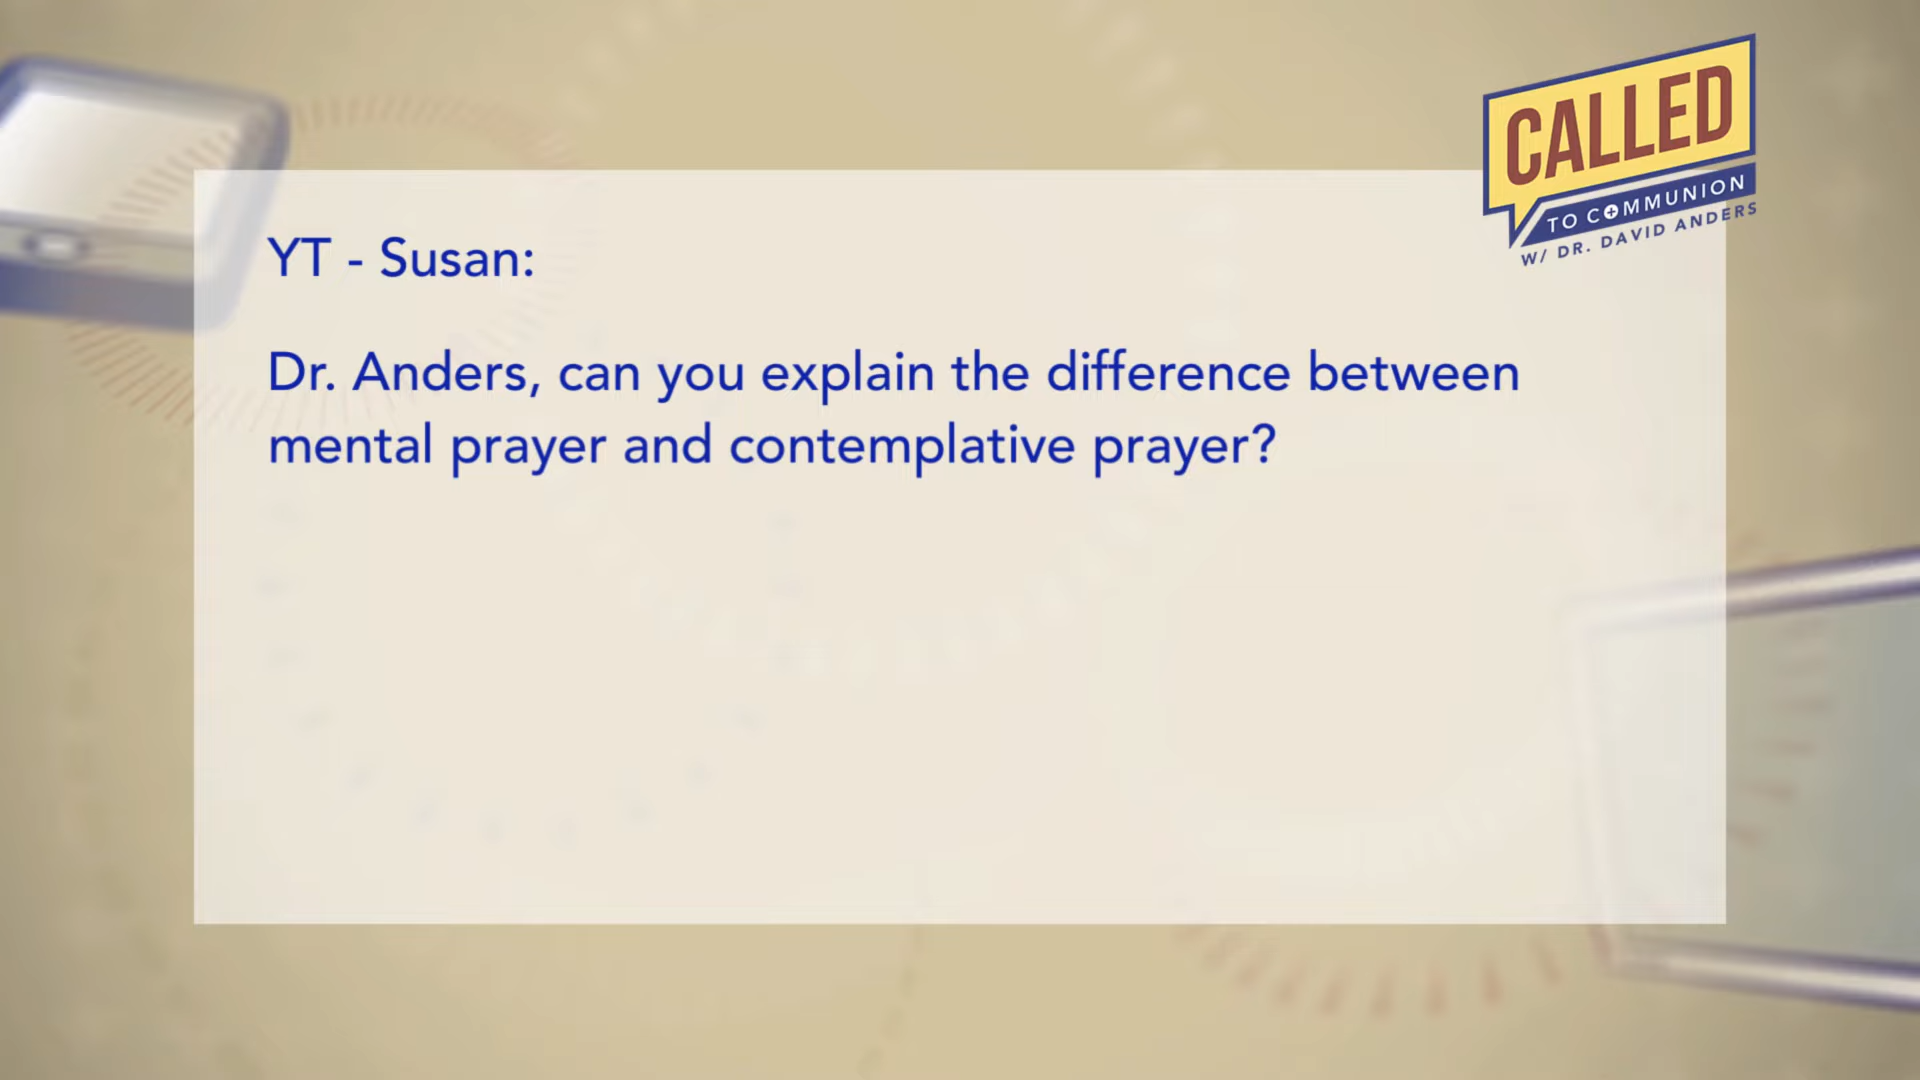 CALLED
TO COMMUNION
W/ DR. DAVID ANDERS
YT - Susan:
Dr. Anders, can you explain the difference between
mental prayer and contemplative prayer?